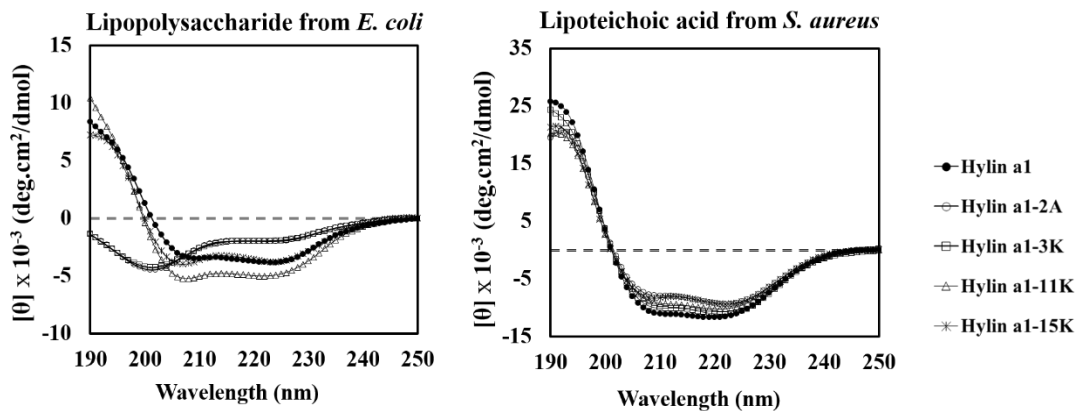 Lipopolysaccharide from E. coli
15
10
5
0
-5
-10
[θ] x 10⁻³ (deg.cm²/dmol)
190 200 210 220 230 240 250
Wavelength (nm)
Lipoteichoic acid from S. aureus
35
25
15
5
-5
-15
[θ] x 10⁻³ (deg.cm²/dmol)
190 200 210 220 230 240 250
Wavelength (nm)
Hylin a1
Hylin a1-2A
Hylin a1-3K
Hylin a1-11K
Hylin a1-15K